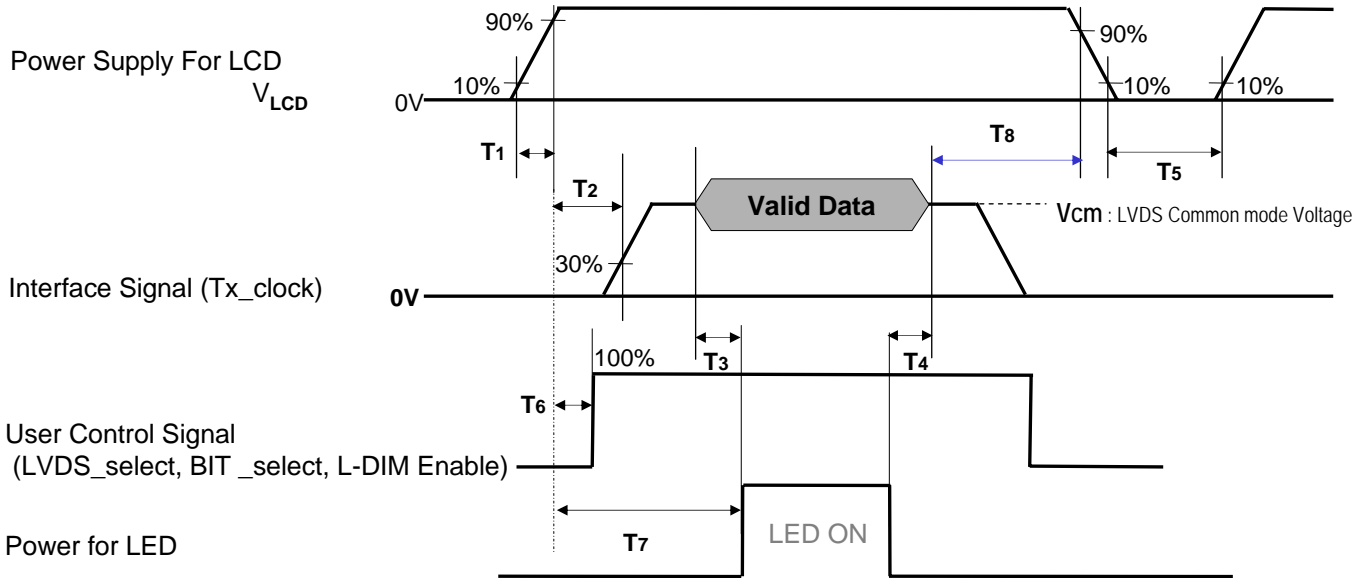 90%
90%
Power Supply For LCD
10%
10%
10%
VLCD
0V
T1
T8
T5
T2
Valid Data
Vcm : LVDS Common mode Voltage
30%
Interface Signal (Tx_clock)
0V
100%
T3
T4
T6
User Control Signal
(LVDS_select, BIT _select, L-DIM Enable)
T7
LED ON
Power for LED